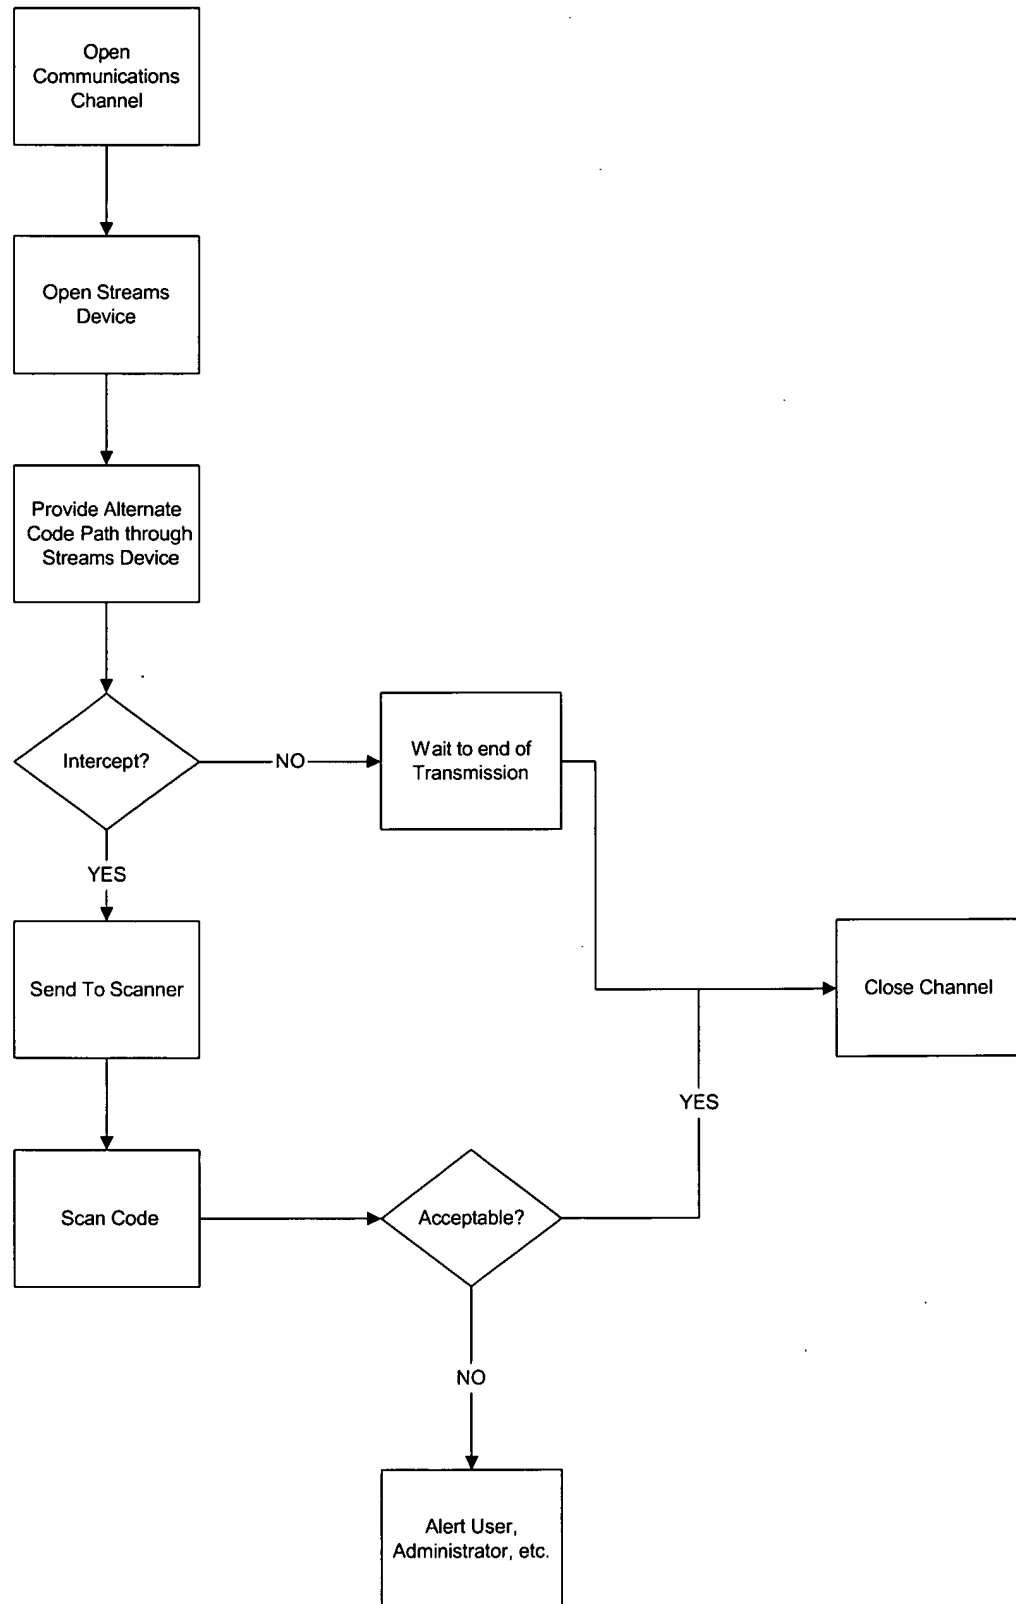 Open
Communications
Channel
Open Streams
Device
Provide Alternate
Code Path through
Streams Device
Intercept?
NO
Wait to end of
Transmission
YES
Send To Scanner
Close Channel
YES
Scan Code
Acceptable?
NO
Alert User,
Administrator, etc.